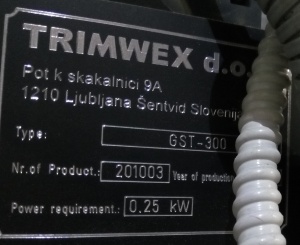 TRIMWEX d.o.
Pot k skakalnici 9A
1210 Ljubljana Šentvid Slovenij
Type: GST-300
Nr.of Product.: 201003 Year of production
Power requirement.: 0.25 kW